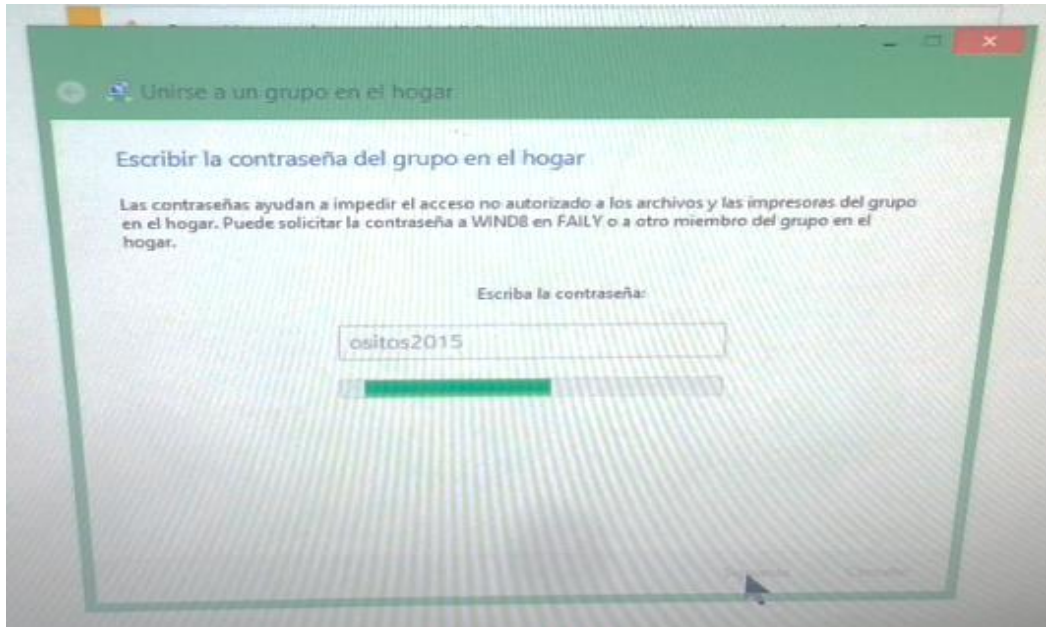 Unirse a un grupo en el hogar
Escribir la contraseña del grupo en el hogar
Las contraseñas ayudan a impedir el acceso no autorizado a los archivos y las impresoras del grupo
en el hogar. Puede solicitar la contraseña a WIND8 en FAILY o a otro miembro del grupo en el
hogar.
Escriba la contraseña:
ositos2015